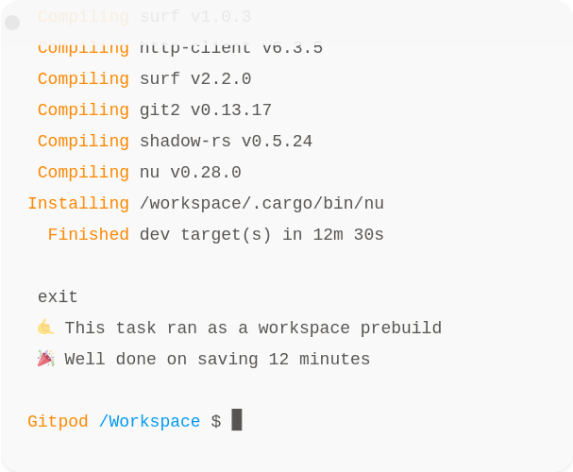 Compiling surf v1.0.3
Compiling http-client v6.3.5
Compiling surf v2.2.0
Compiling git2 v0.13.17
Compiling shadow-rs v0.5.24
Compiling nu v0.28.0
Installing /workspace/.cargo/bin/nu
Finished dev target(s) in 12m 30s
exit
🤙 This task ran as a workspace prebuild
🎉 Well done on saving 12 minutes
Gitpod /Workspace $